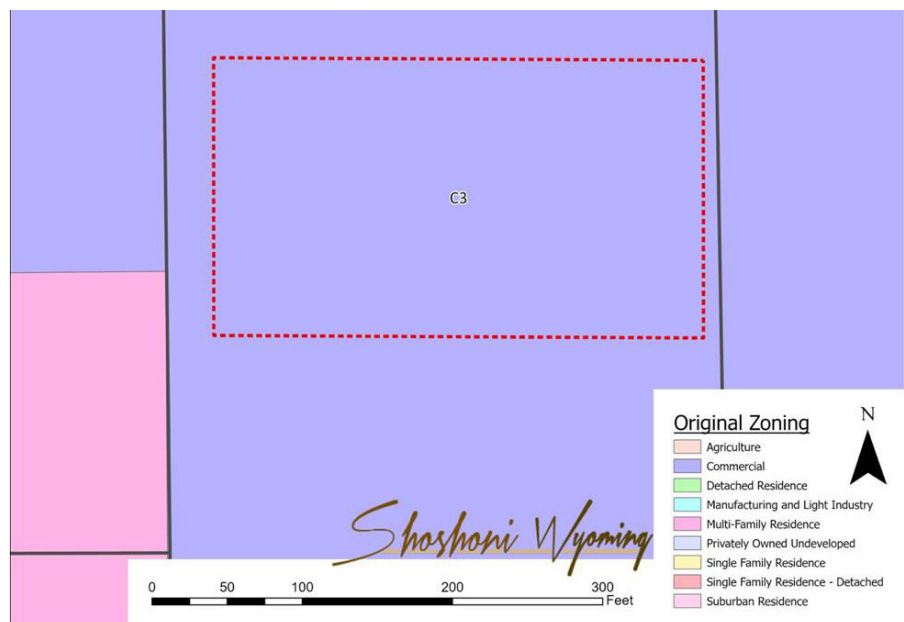 C3
Original Zoning
N
Agriculture
Commercial
Detached Residence
Manufacturing and Light Industry
Multi-Family Residence
Privately Owned Undeveloped
Single Family Residence
Single Family Residence - Detached
Suburban Residence
Shoshoni Wyoming
0 50 100 200 300
Feet